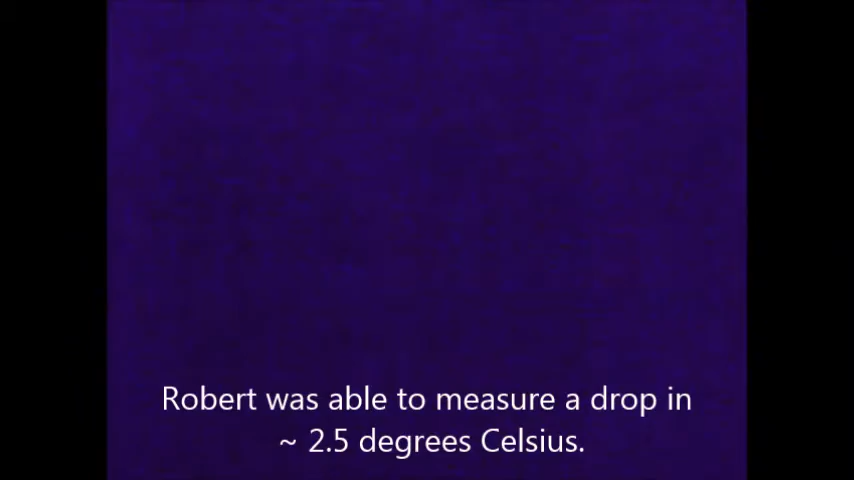 Robert was able to measure a drop in
~ 2.5 degrees Celsius.